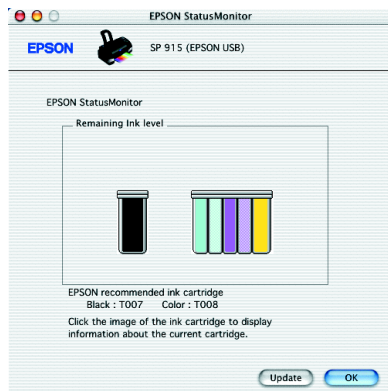 EPSON StatusMonitor
EPSON
SP 915 (EPSON USB)
EPSON StatusMonitor
Remaining Ink level
EPSON recommended ink cartridge
Black : T007 Color : T008
Click the image of the ink cartridge to display
information about the current cartridge.
Update
OK